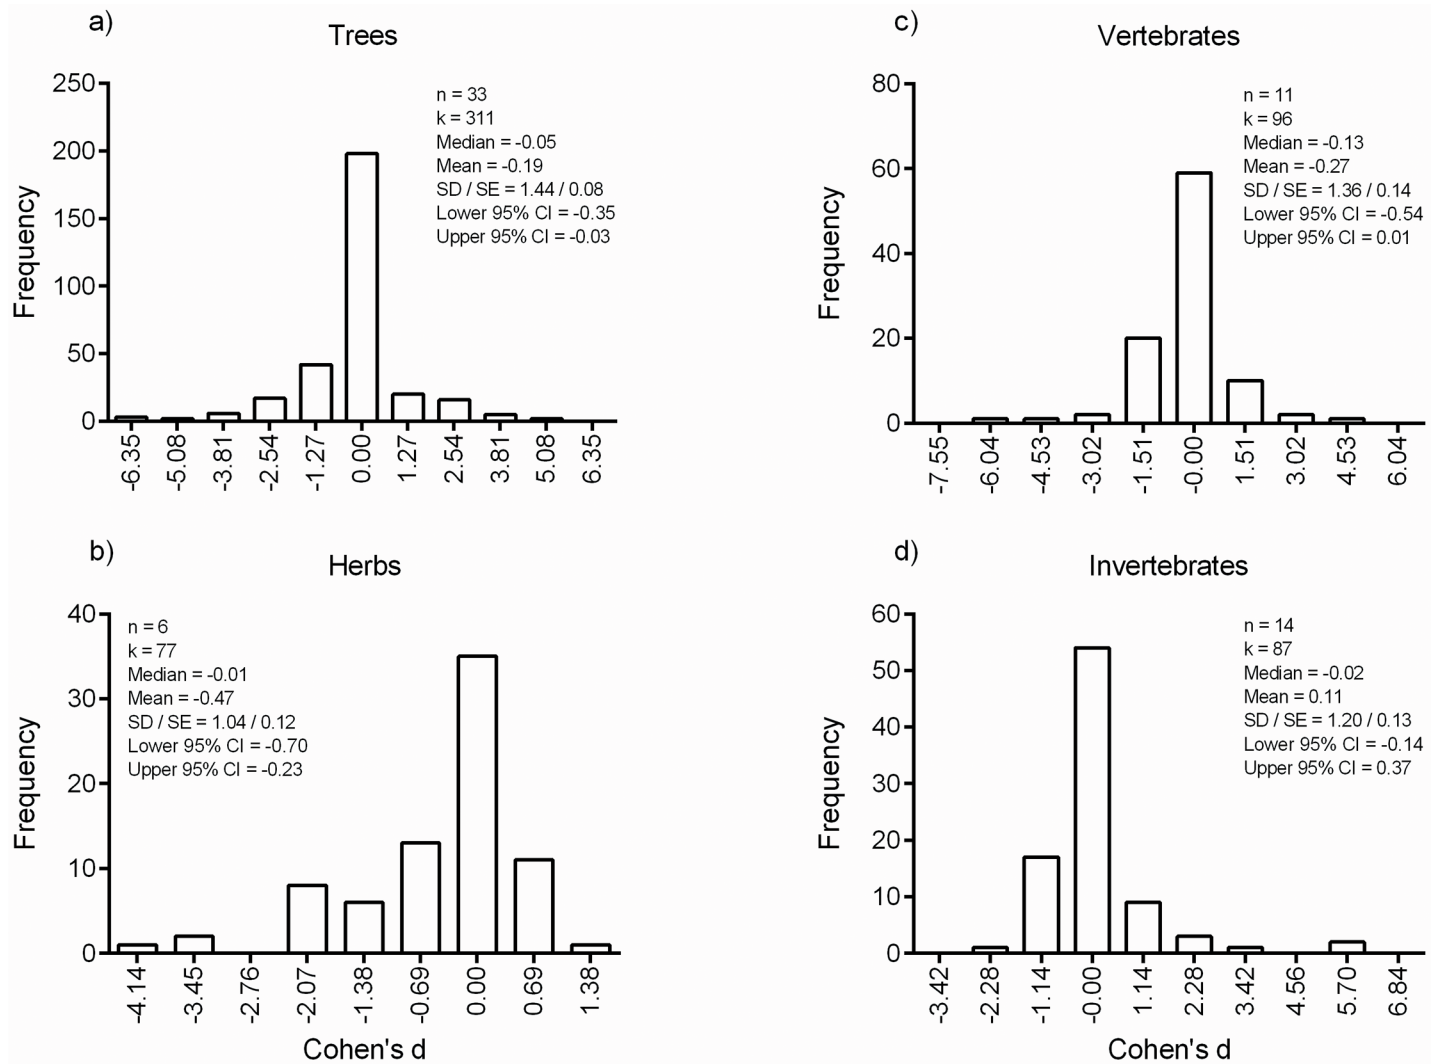 a)
Trees
250
200
150
100
50
0
Frequency
n = 33
k = 311
Median = -0.05
Mean = -0.19
SD / SE = 1.44 / 0.08
Lower 95% CI = -0.35
Upper 95% CI = -0.03
-6.35
-5.08
-3.81
-2.54
-1.27
0.00
1.27
2.54
3.81
5.08
6.35
c)
Vertebrates
80
60
40
20
0
Frequency
n = 11
k = 96
Median = -0.13
Mean = -0.27
SD / SE = 1.36 / 0.14
Lower 95% CI = -0.54
Upper 95% CI = 0.01
-7.55
-6.04
-4.53
-3.02
-1.51
-0.00
1.51
3.02
4.53
6.04
b)
Herbs
40
30
20
10
0
Frequency
n = 6
k = 77
Median = -0.01
Mean = -0.47
SD / SE = 1.04 / 0.12
Lower 95% CI = -0.70
Upper 95% CI = -0.23
-4.14
-3.45
-2.76
-2.07
-1.38
-0.69
0.00
0.69
1.38
Cohen's d
d)
Invertebrates
60
50
40
30
20
10
0
Frequency
n = 14
k = 87
Median = -0.02
Mean = 0.11
SD / SE = 1.20 / 0.13
Lower 95% CI = -0.14
Upper 95% CI = 0.37
-3.42
-2.28
-1.14
-0.00
1.14
2.28
3.42
4.56
5.70
6.84
Cohen's d